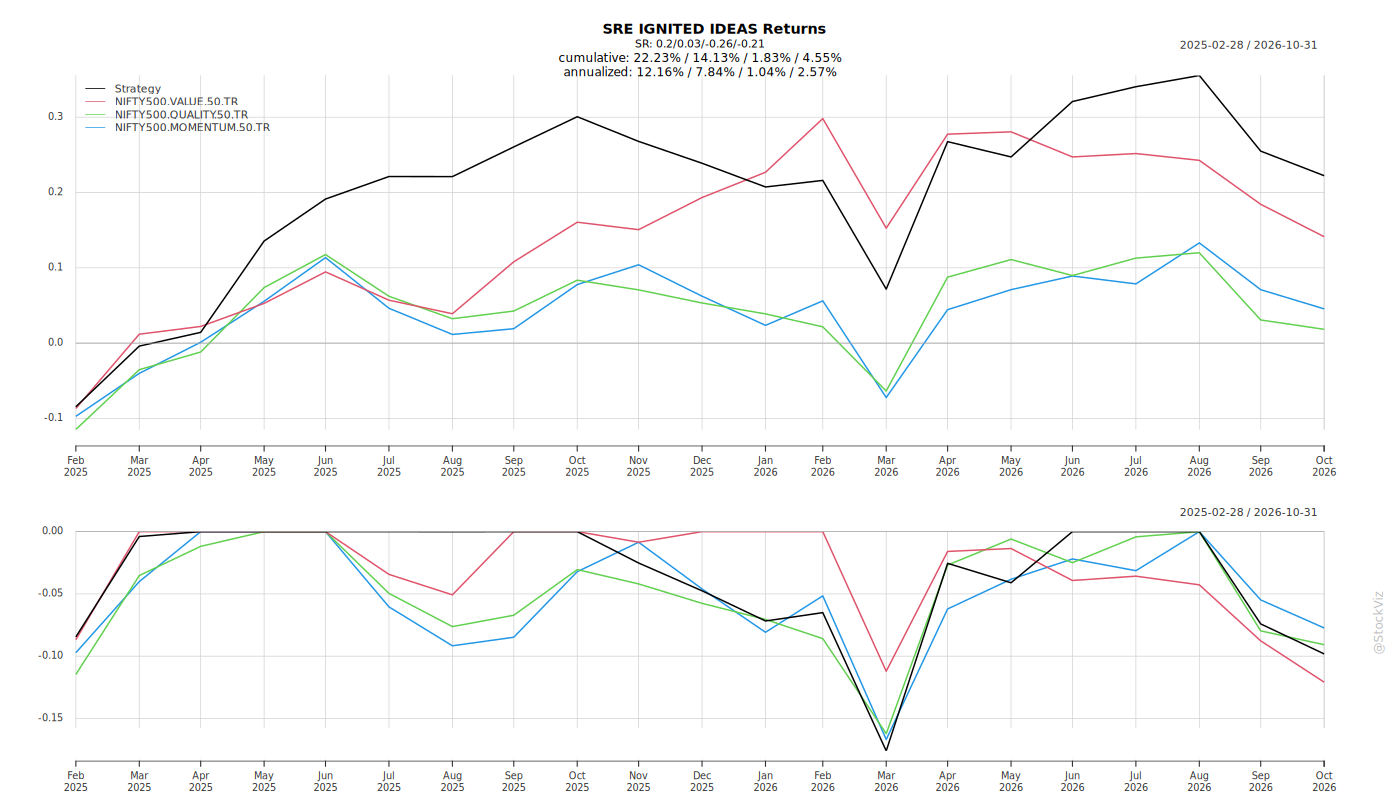 SRE IGNITED IDEAS Returns
SR: 0.2/0.03/-0.26/-0.21
cumulative: 22.23% / 14.13% / 1.83% / 4.55%
annualized: 12.16% / 7.84% / 1.04% / 2.57%
2025-02-28 / 2026-10-31
Strategy
NIFTY500.VALUE.50.TR
NIFTY500.QUALITY50.TR
NIFTY500.MOMENTUM.50.TR
0.3
0.2
0.1
0.0
-0.1
Feb Mar Apr May Jun Jul Aug Sep Oct Nov Dec Jan Feb Mar Apr May Jun Jul Aug Sep Oct
2025 2025 2025 2025 2025 2025 2025 2025 2025 2025 2025 2026 2026 2026 2026 2026 2026 2026 2026 2026 2026
2025-02-28 / 2026-10-31
0.00
-0.05
-0.10
-0.15
Feb Mar Apr May Jun Jul Aug Sep Oct Nov Dec Jan Feb Mar Apr May Jun Jul Aug Sep Oct
2025 2025 2025 2025 2025 2025 2025 2025 2025 2025 2025 2026 2026 2026 2026 2026 2026 2026 2026 2026 2026
@StockViz